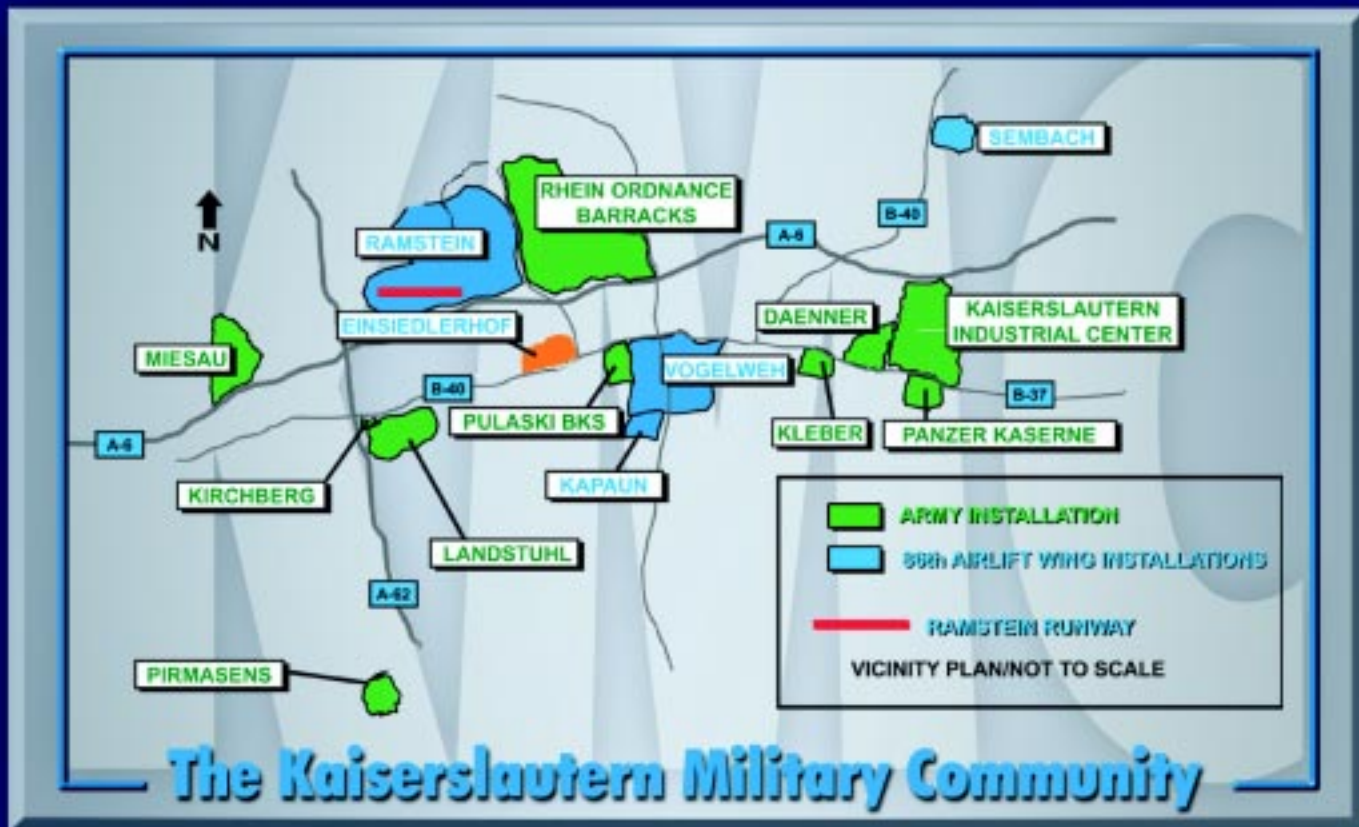 SEMBACH
B-40
RHEIN ORDNANCE
BARRACKS
N
RAMSTEIN
A-6
EINSIEDLERHOF
DAENNER
KAISERSLAUTERN
INDUSTRIAL CENTER
MIESAU
VOGELWEH
B-40
B-37
PULASKI BKS
KLEBER
PANZER KASERNE
A-6
KIRCHBERG
KAPAUN
LANDSTUHL
ARMY INSTALLATION
86th AIRLIFT WING INSTALLATIONS
A-62
RAMSTEIN RUNWAY
VICINITY PLAN/NOT TO SCALE
PIRMASENS
The Kaiserslautern Military Community
KMC